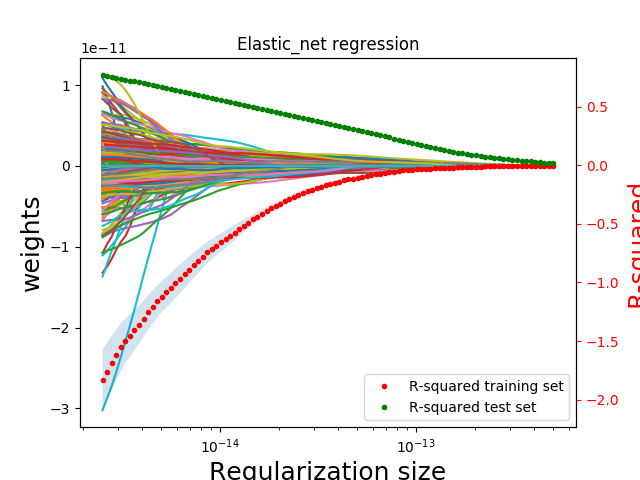 Elastic_net regression
1e−11
1
0
−1
−2
−3
weights
0.5
0.0
−0.5
−1.0
−1.5
−2.0
R-squared
R-squared training set
R-squared test set
10⁻¹⁴
10⁻¹³
Regularization size